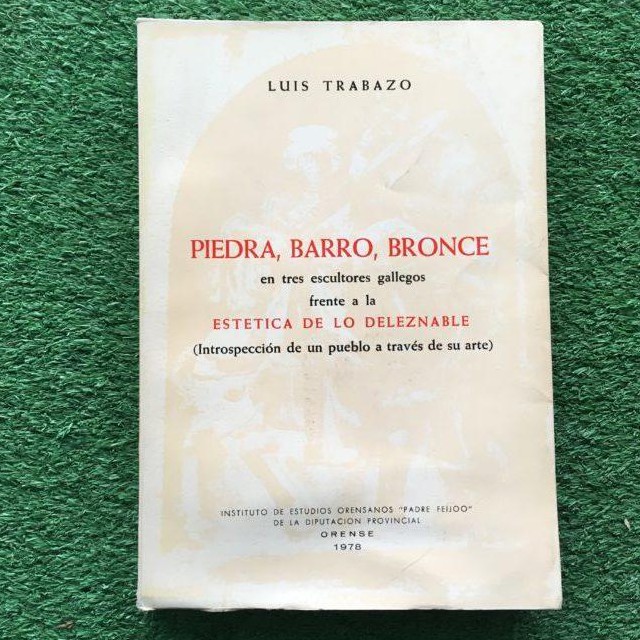 LUIS TRABAZO
PIEDRA, BARRO, BRONCE
en tres escultores gallegos
frente a la
ESTETICA DE LO DELEZNABLE
(Introspección de un pueblo a través de su arte)
INSTITUTO DE ESTUDIOS ORENSANOS "PADRE FEIJOO"
DE LA DIPUTACION PROVINCIAL
ORENSE
1978